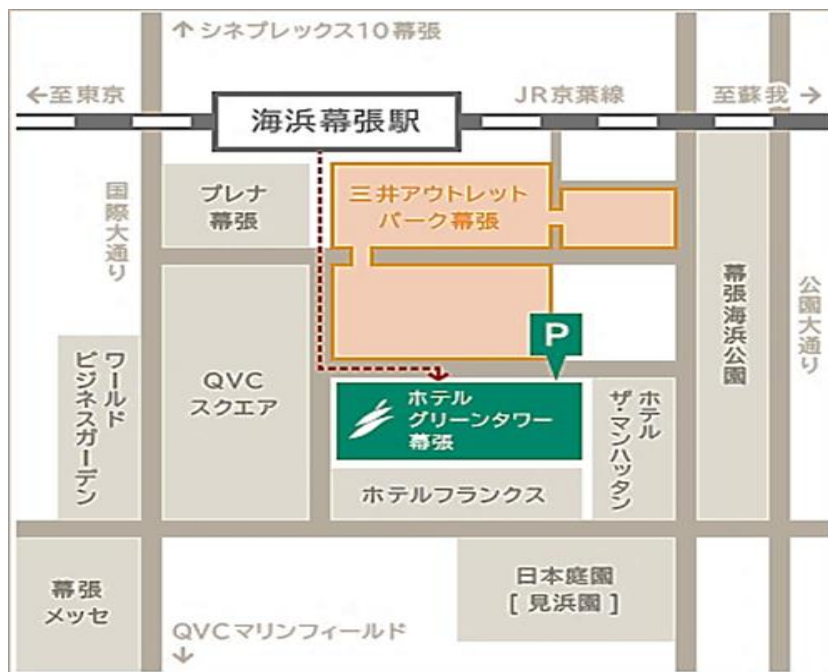 ↑シネプレックス10幕張
←至東京
JR京葉線
至蘇我→
海浜幕張駅
国際大通り
プレナ
幕張
三井アウトレット
パーク幕張
幕張海浜公園
公園大通り
P
ワールド
ビジネスガーデン
QVC
スクエア
ホテル
グリーンタワー
幕張
ホテル
ザ・マンハッタン
ホテルフランクス
幕張
メッセ
日本庭園
[見浜園]
QVCマリンフィールド
↓